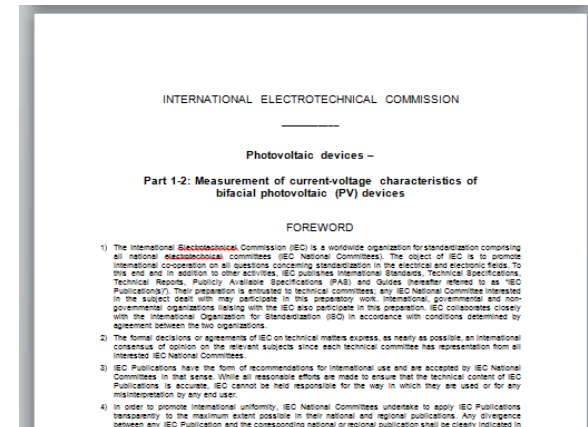 INTERNATIONAL ELECTROTECHNICAL COMMISSION
Photovoltaic devices –
Part 1-2: Measurement of current-voltage characteristics of
bifacial photovoltaic (PV) devices
FOREWORD
1) The International Electrotechnical Commission (IEC) is a worldwide organization for standardization comprising
all national electrotechnical committees (IEC National Committees). The object of IEC is to promote
international co-operation on all questions concerning standardization in the electrical and electronic fields. To
this end and in addition to other activities, IEC publishes International Standards, Technical Specifications,
Technical Reports, Publicly Available Specifications (PAS) and Guides (hereafter referred to as "IEC
Publication(s)"). Their preparation is entrusted to technical committees; any IEC National Committee interested
in the subject dealt with may participate in this preparatory work. International, governmental and non-
governmental organizations liaising with the IEC also participate in this preparation. IEC collaborates closely
with the International Organization for Standardization (ISO) in accordance with conditions determined by
agreement between the two organizations.
2) The formal decisions or agreements of IEC on technical matters express, as nearly as possible, an international
consensus of opinion on the relevant subjects since each technical committee has representation from all
interested IEC National Committees.
3) IEC Publications have the form of recommendations for international use and are accepted by IEC National
Committees in that sense. While all reasonable efforts are made to ensure that the technical content of IEC
Publications is accurate, IEC cannot be held responsible for the way in which they are used or for any
misinterpretation by any end user.
4) In order to promote international uniformity, IEC National Committees undertake to apply IEC Publications
transparently to the maximum extent possible in their national and regional publications. Any divergence
between any IEC Publication and the corresponding national or regional publication shall be clearly indicated in